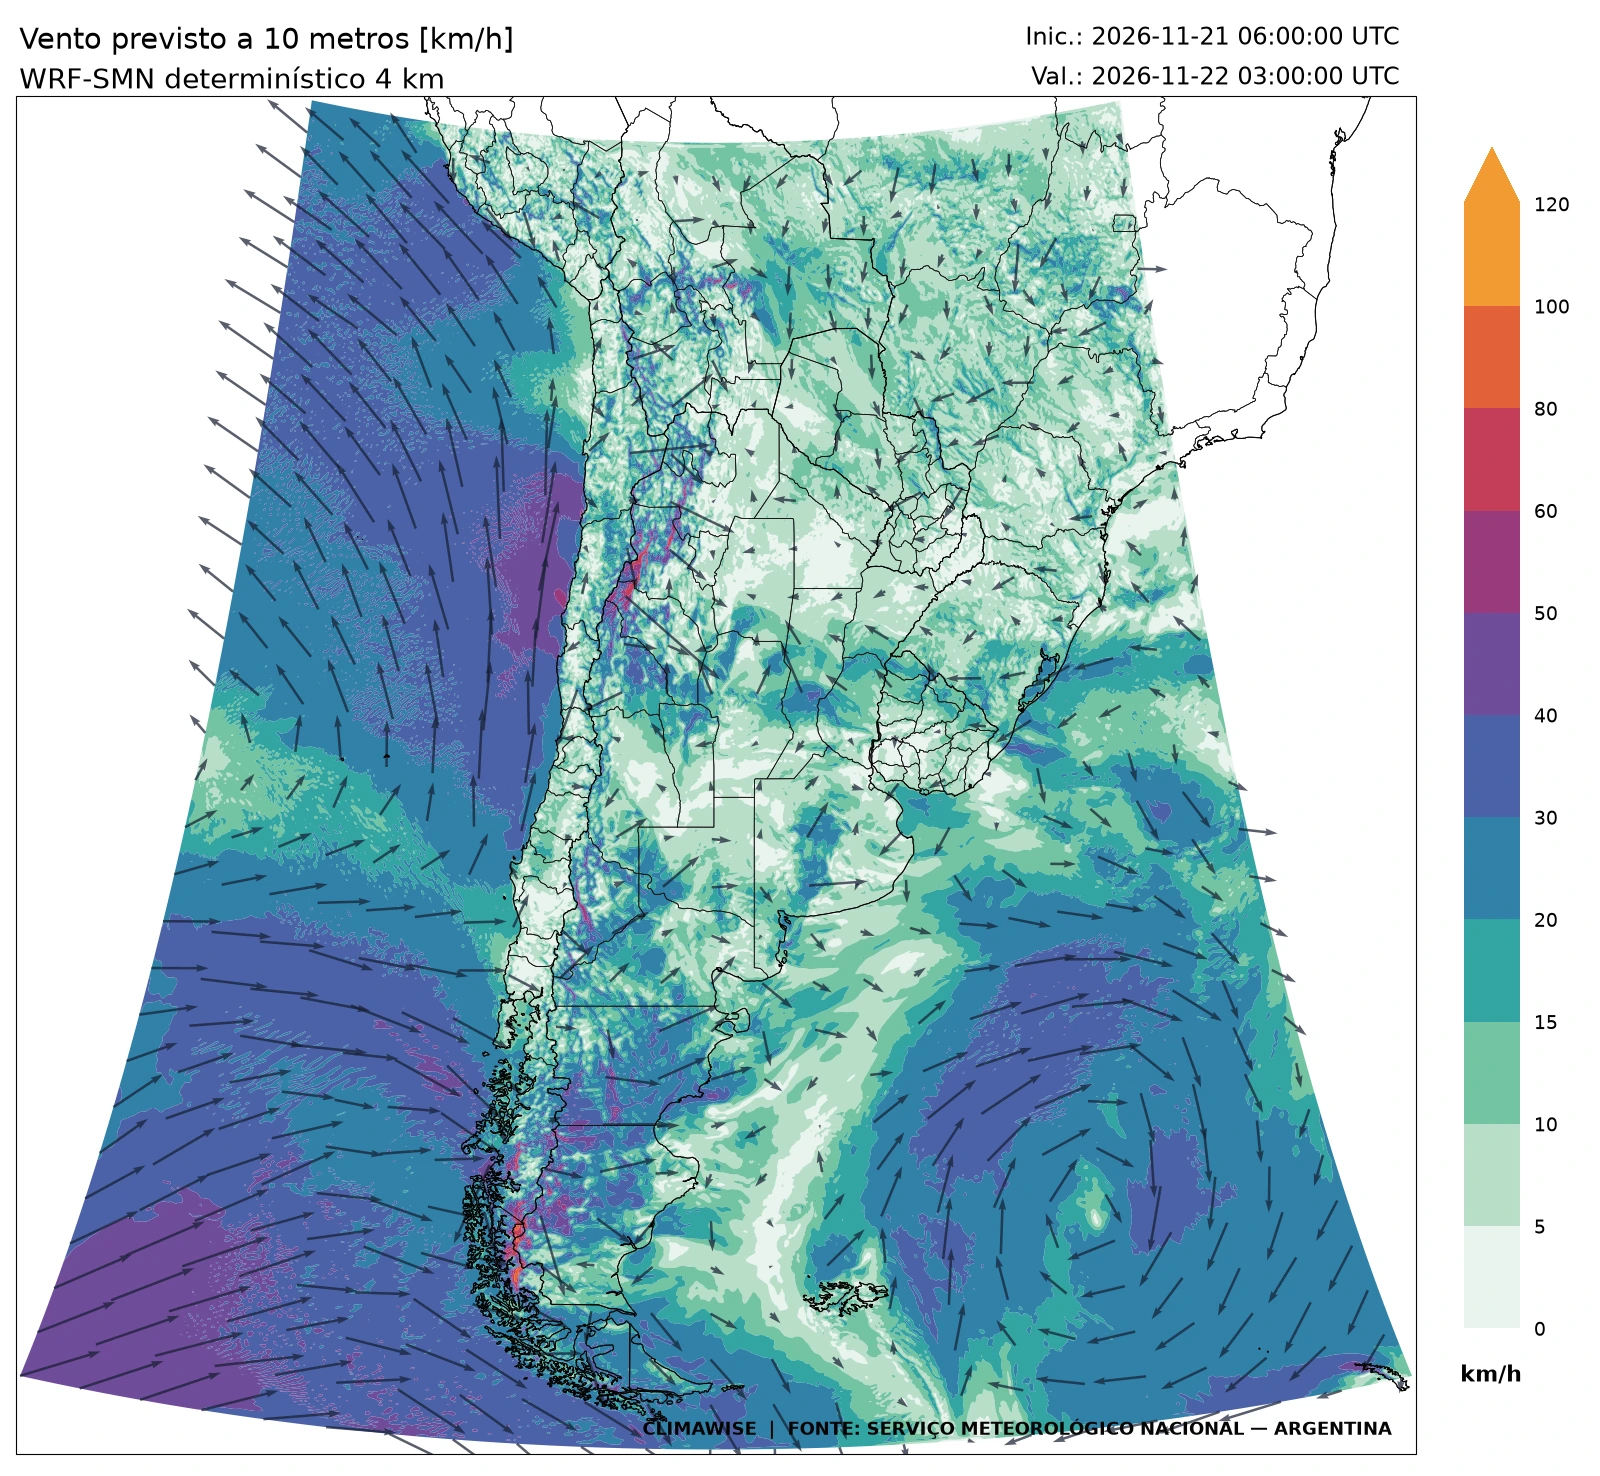 Vento previsto a 10 metros [km/h]
WRF-SMN determinístico 4 km
Inic.: 2026-11-21 06:00:00 UTC
Val.: 2026-11-22 03:00:00 UTC
120
100
80
60
50
40
30
20
15
10
5
0
km/h
CLIMAWISE | FONTE: SERVIÇO METEOROLÓGICO NACIONAL — ARGENTINA